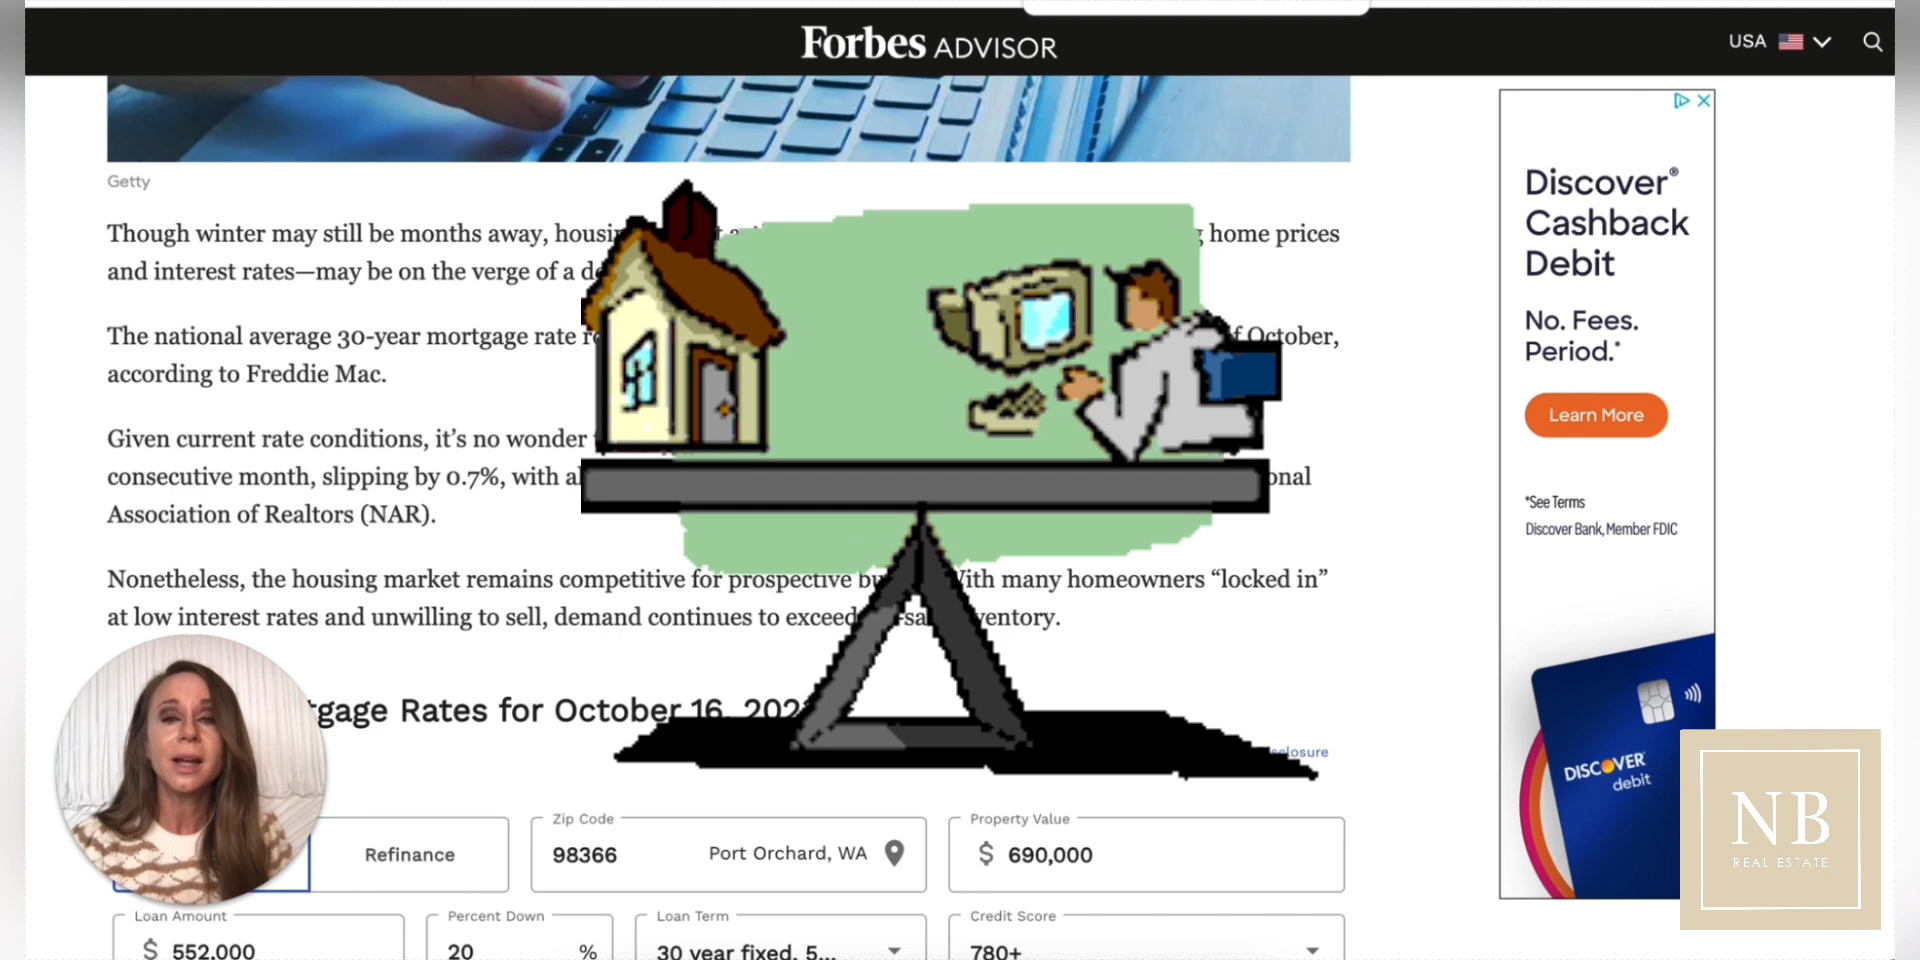 Forbes ADVISOR
USA
Getty
Though winter may still be months away, housing home prices
and interest rates—may be on the verge of a
The national average 30-year mortgage rate of October,
according to Freddie Mac.
Given current rate conditions, it's no wonder
consecutive month, slipping by 0.7%, with
Association of Realtors (NAR).
Nonetheless, the housing market remains competitive for prospective With many homeowners “locked in”
at low interest rates and unwilling to sell, demand continues to exceed
Rates for October 16,
Refinance
Zip Code
98366
Port Orchard, WA
Property Value
$ 690,000
Loan Amount
$ 552,000
Percent Down
20 %
Loan Term
30 year fixed, 5...
Credit Score
780+
Discover®
Cashback
Debit
No. Fees.
Period.*
Learn More
*See Terms
Discover Bank, Member FDIC
DISCOVER
debit
NB
REAL ESTATE